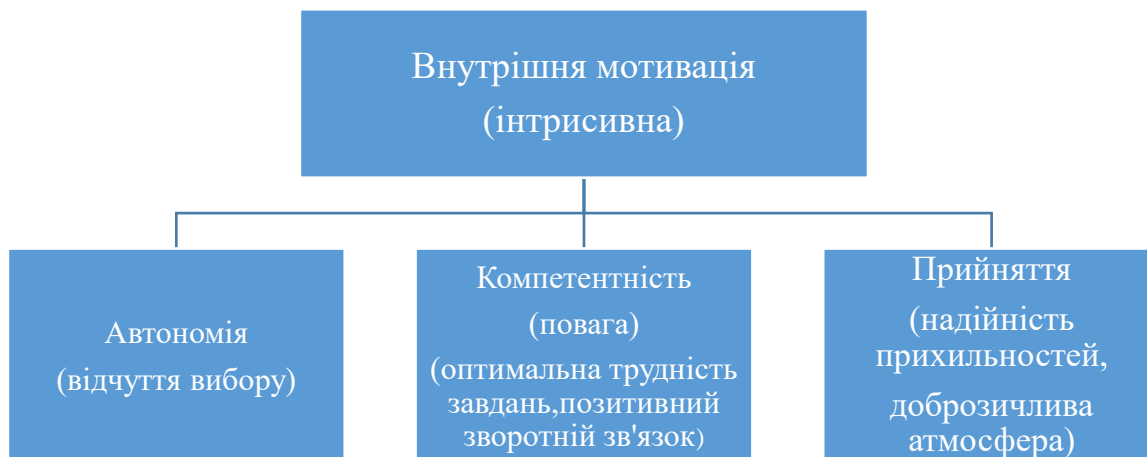 Внутрішня мотивація
(інтрисивна)
Автономія
(відчуття вибору)
Компетентність
(повага)
(оптимальна трудність
завдань,позитивний
зворотній зв'язок)
Прийняття
(надійність
прихильностей,
доброзичлива
атмосфера)